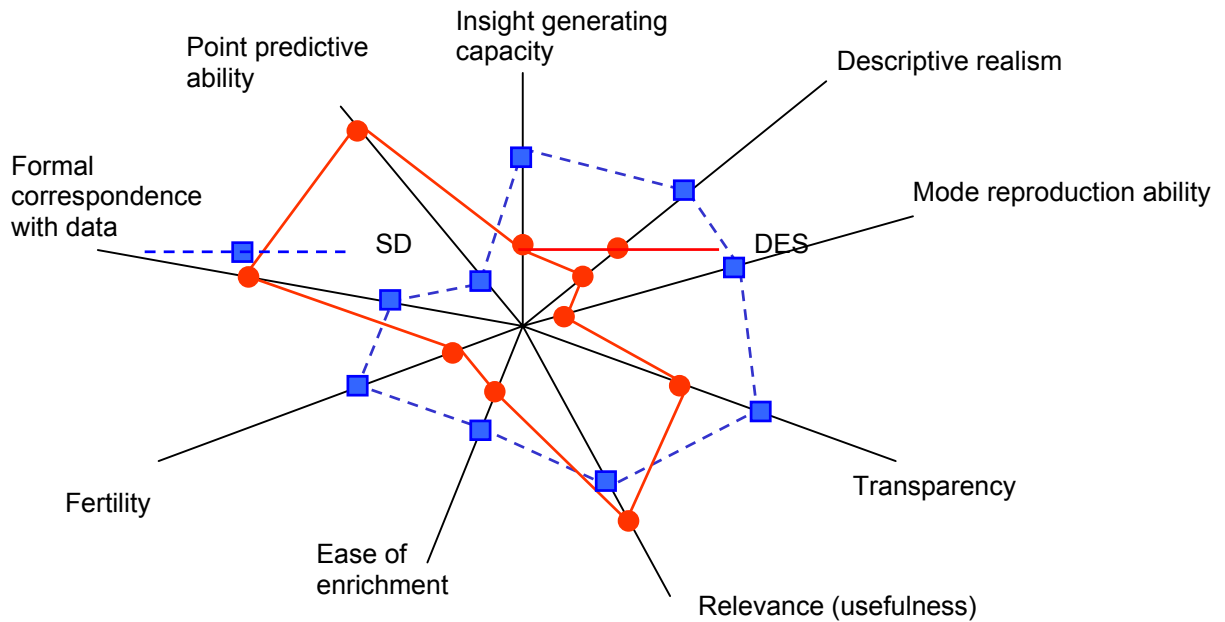 Insight generating
capacity
Point predictive
ability
Descriptive realism
Formal
correspondence
with data
Mode reproduction ability
SD
DES
Transparency
Fertility
Ease of
enrichment
Relevance (usefulness)